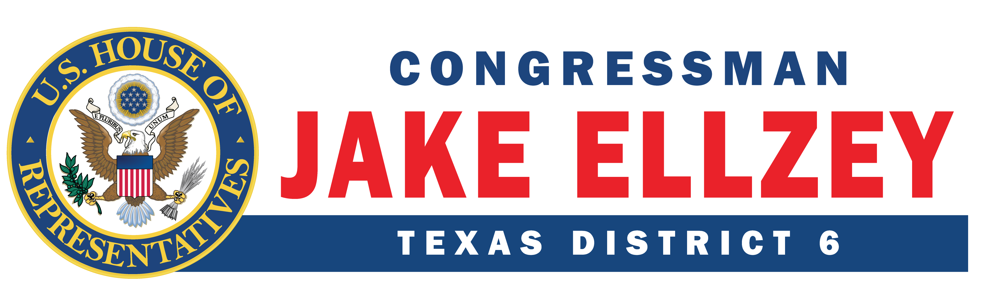 U.S. HOUSE OF
REPRESENTATIVES
E PLURIBUS UNUM
CONGRESSMAN
JAKE ELLZEY
TEXAS DISTRICT 6